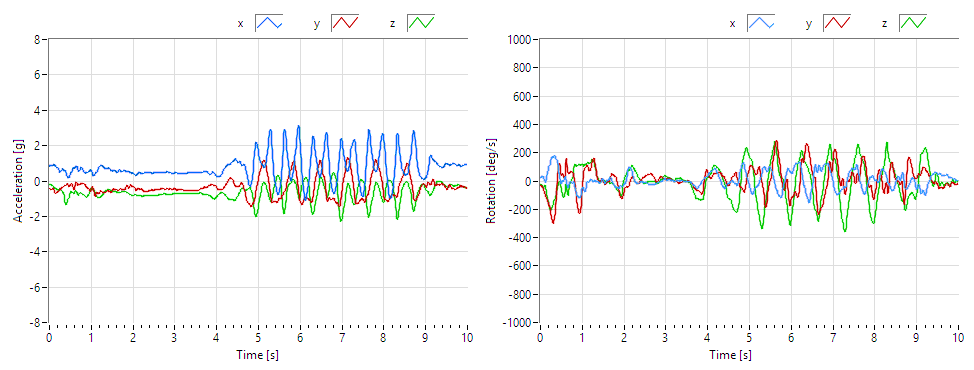 x y z
8
6
4
2
0
-2
-4
-6
-8
Acceleration [g]
0 1 2 3 4 5 6 7 8 9 10
Time [s]
x y z
1000
800
600
400
200
0
-200
-400
-600
-800
-1000
Rotation [deg/s]
0 1 2 3 4 5 6 7 8 9 10
Time [s]